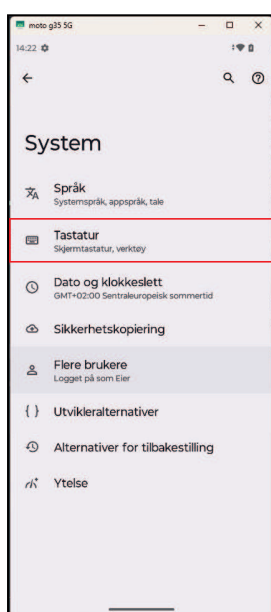 moto g35 5G
14:22
System
Språk
Systemspråk, appspråk, tale
Tastatur
Skjermtastatur, verktøy
Dato og klokkeslett
GMT+02:00 Sentraleuropeisk sommertid
Sikkerhetskopiering
Flere brukere
Logget på som Eier
Utvikleralternativer
Alternativer for tilbakestilling
Ytelse